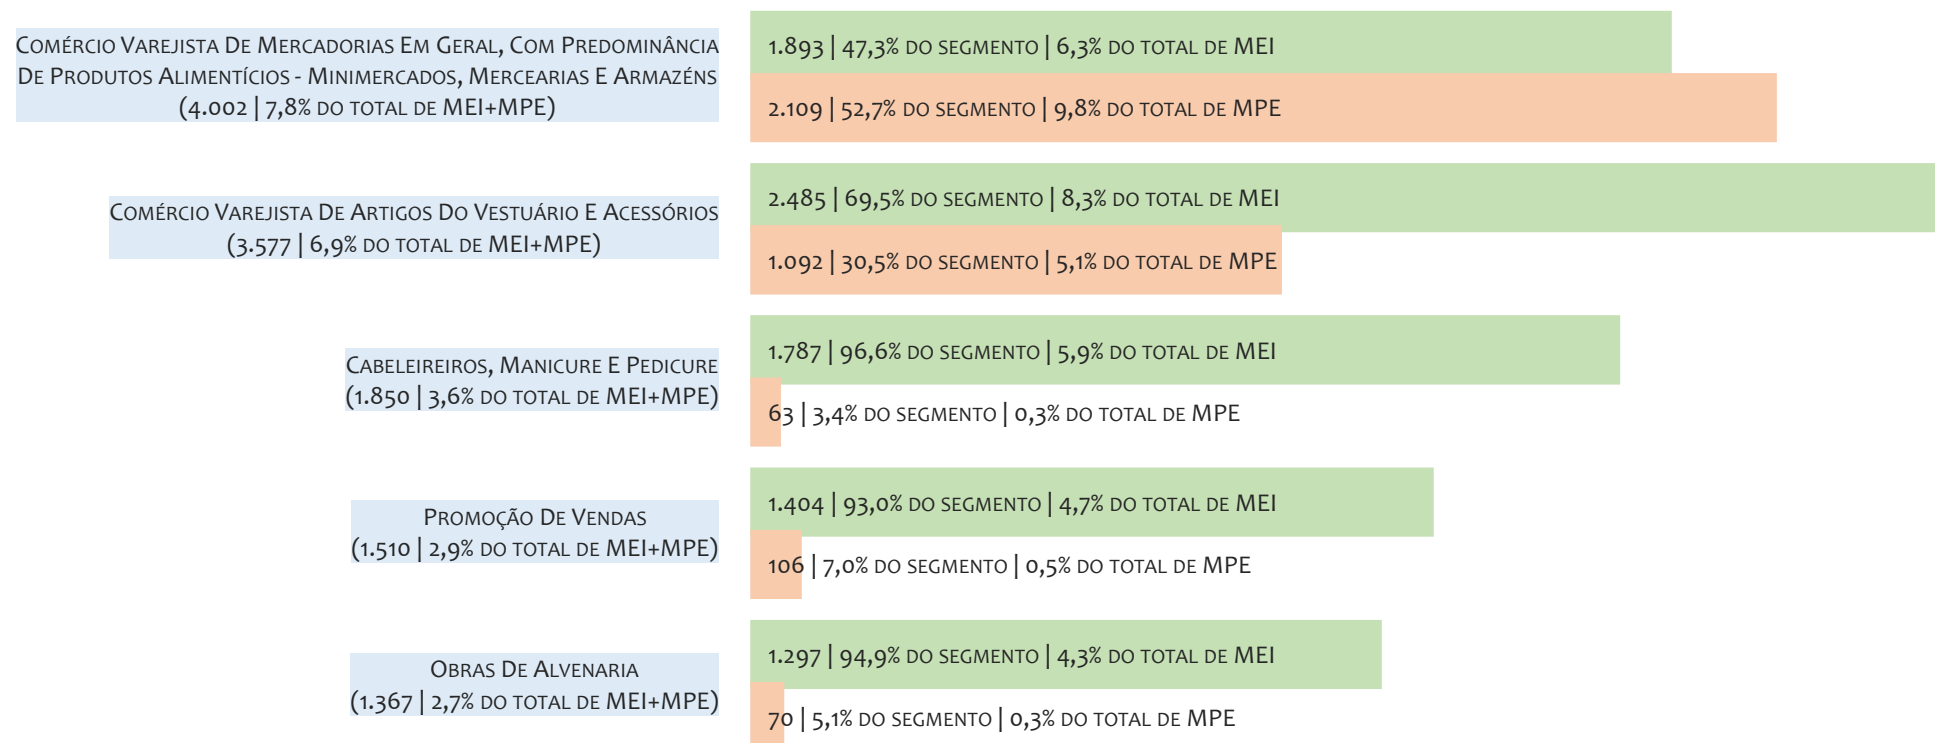 Comércio Varejista De Mercadorias Em Geral, Com Predominância
De Produtos Alimentícios - Minimercados, Mercearias E Armazéns
(4.002 | 7,8% do total de MEI+MPE)
1.893 | 47,3% do segmento | 6,3% do total de MEI
2.109 | 52,7% do segmento | 9,8% do total de MPE
Comércio Varejista De Artigos Do Vestuário E Acessórios
(3.577 | 6,9% do total de MEI+MPE)
2.485 | 69,5% do segmento | 8,3% do total de MEI
1.092 | 30,5% do segmento | 5,1% do total de MPE
Cabeleireiros, Manicure E Pedicure
(1.850 | 3,6% do total de MEI+MPE)
1.787 | 96,6% do segmento | 5,9% do total de MEI
63 | 3,4% do segmento | 0,3% do total de MPE
Promoção De Vendas
(1.510 | 2,9% do total de MEI+MPE)
1.404 | 93,0% do segmento | 4,7% do total de MEI
106 | 7,0% do segmento | 0,5% do total de MPE
Obras De Alvenaria
(1.367 | 2,7% do total de MEI+MPE)
1.297 | 94,9% do segmento | 4,3% do total de MEI
70 | 5,1% do segmento | 0,3% do total de MPE